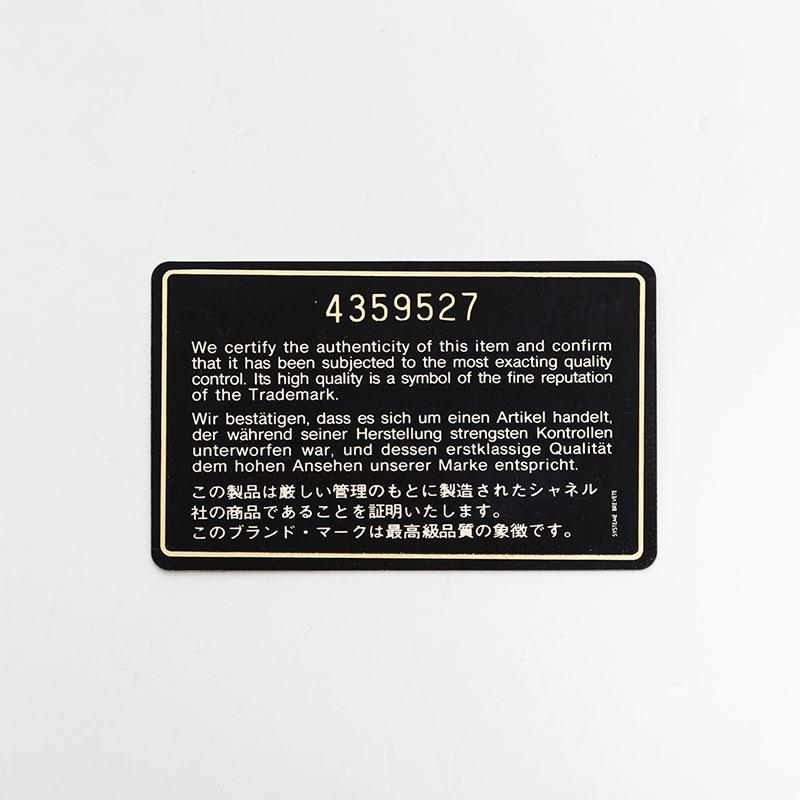 4359527
We certify the authenticity of this item and confirm
that it has been subjected to the most exacting quality
control. Its high quality is a symbol of the fine reputation
of the Trademark.
Wir bestätigen, dass es sich um einen Artikel handelt,
der während seiner Herstellung strengsten Kontrollen
unterworfen war, und dessen erstklassige Qualität
dem hohen Ansehen unserer Marke entspricht.
この製品は厳しい管理のもとに製造されたシャネル
社の商品であることを証明いたします。
このブランド・マークは最高級品質の象徴です。
SYSTEME BREVETE